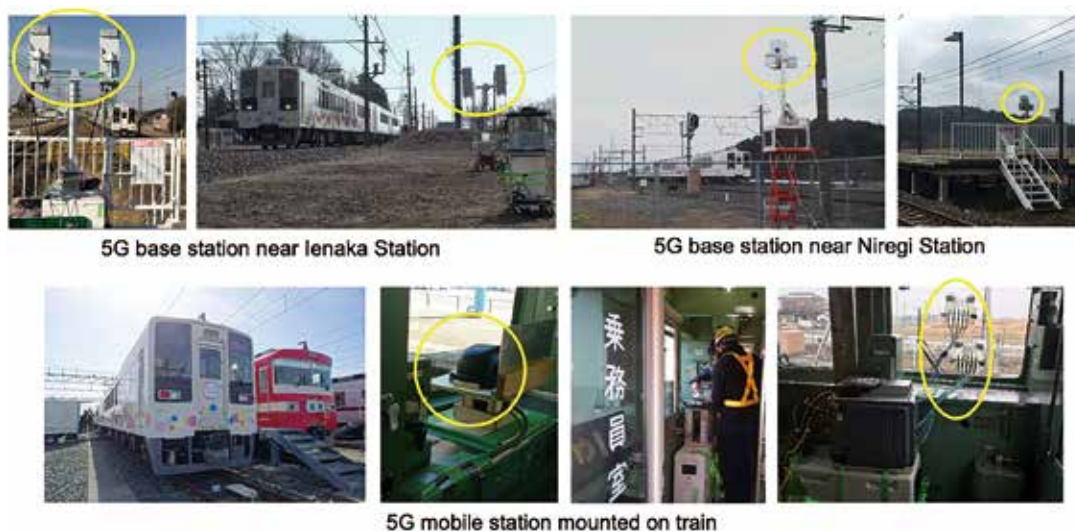 5G base station near Ienaka Station
5G base station near Niregi Station
乗務員室
5G mobile station mounted on train